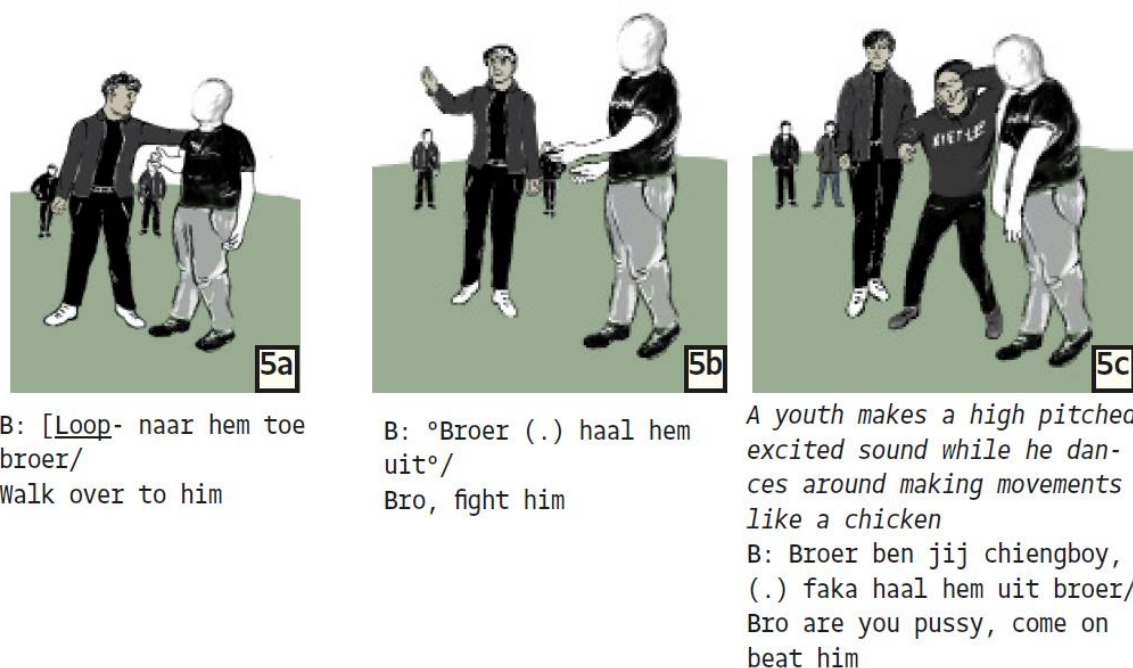 5a
B: [Loop- naar hem toe
broer/
Walk over to him
5b
B: °Broer (.) haal hem
uit°/
Bro, fight him
5c
A youth makes a high pitched
excited sound while he dan-
ces around making movements
like a chicken
B: Broer ben jij chiengboy,
(.) faka haal hem uit broer/
Bro are you pussy, come on
beat him